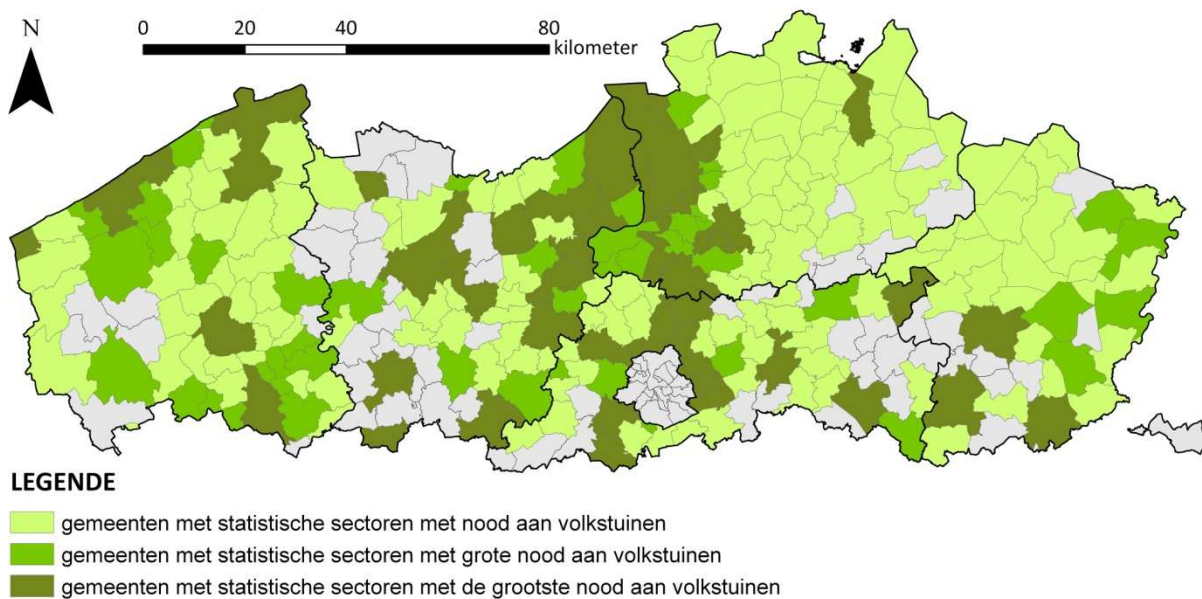 N
0 20 40 80
kilometer
LEGENDE
gemeenten met statistische sectoren met nood aan volkstuinen
gemeenten met statistische sectoren met grote nood aan volkstuinen
gemeenten met statistische sectoren met de grootste nood aan volkstuinen